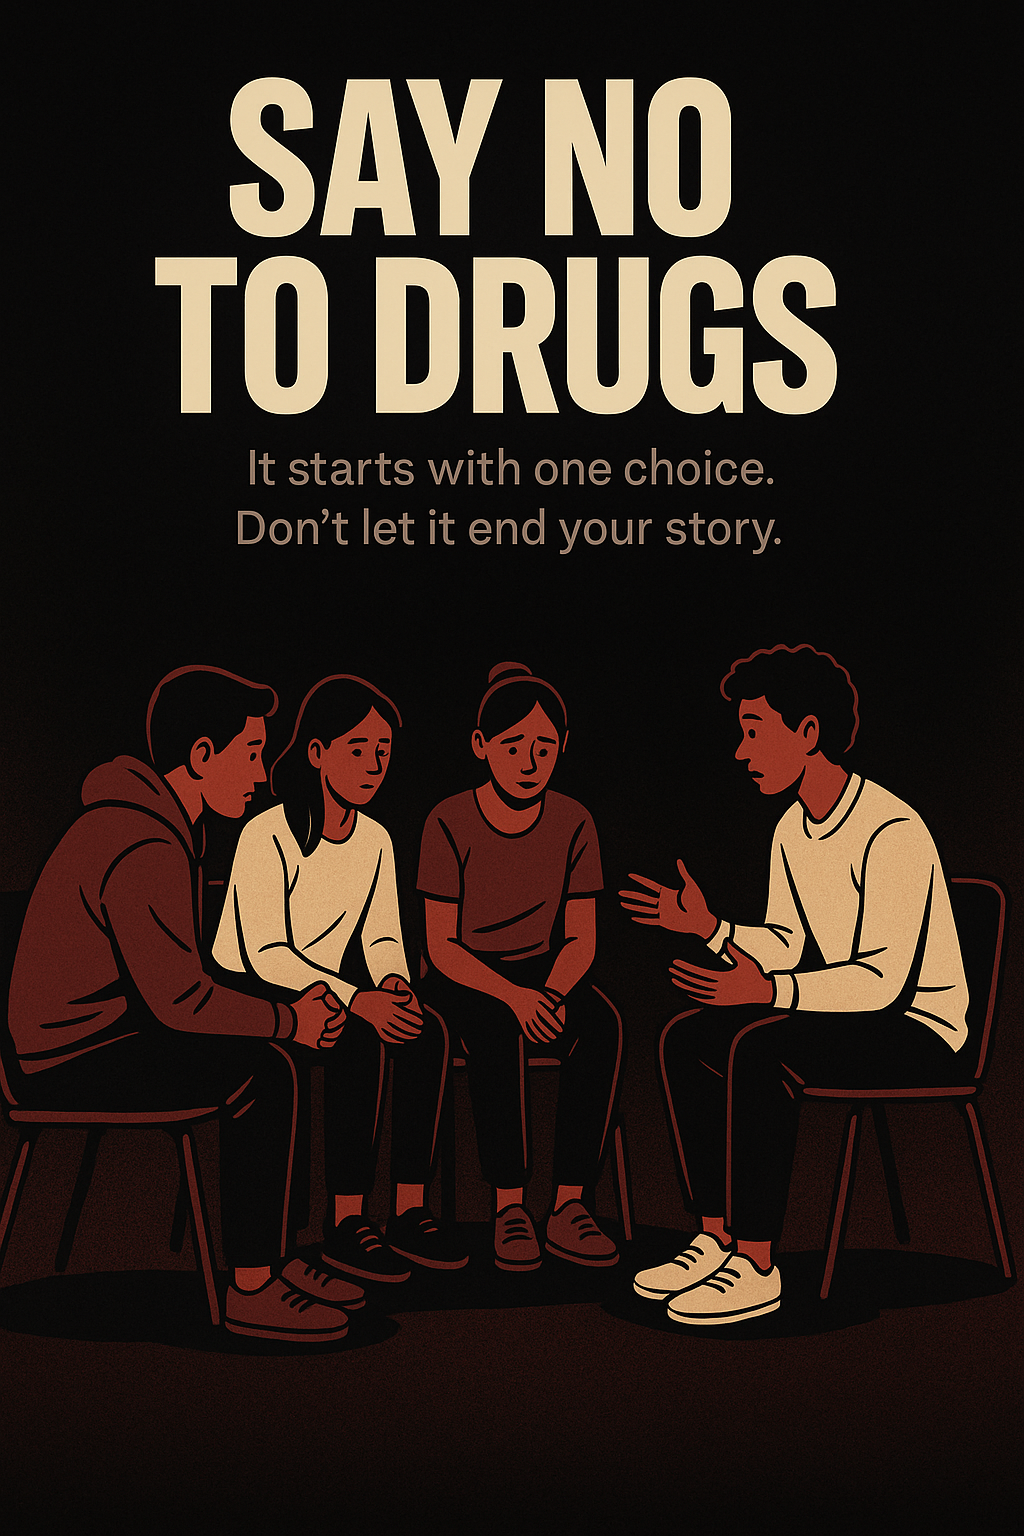 SAY NO
TO DRUGS
It starts with one choice.
Don’t let it end your story.